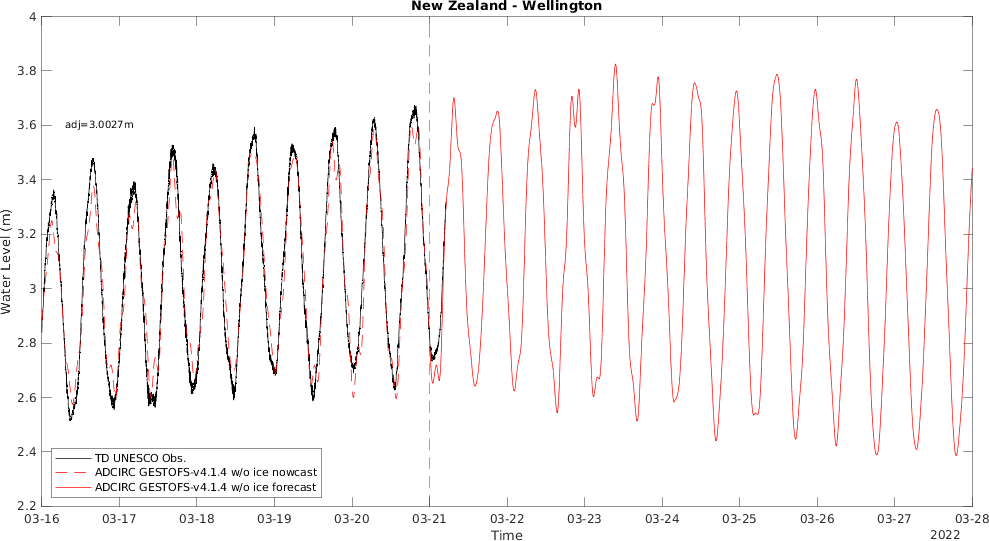 New Zealand - Wellington
4
3.8
3.6
3.4
3.2
3
2.8
2.6
2.4
2.2
Water Level (m)
adj=3.0027m
TD UNESCO Obs.
ADCIRC GESTOFS-v4.1.4 w/o ice nowcast
ADCIRC GESTOFS-v4.1.4 w/o ice forecast
03-16 03-17 03-18 03-19 03-20 03-21 03-22 03-23 03-24 03-25 03-26 03-27 03-28
Time
2022